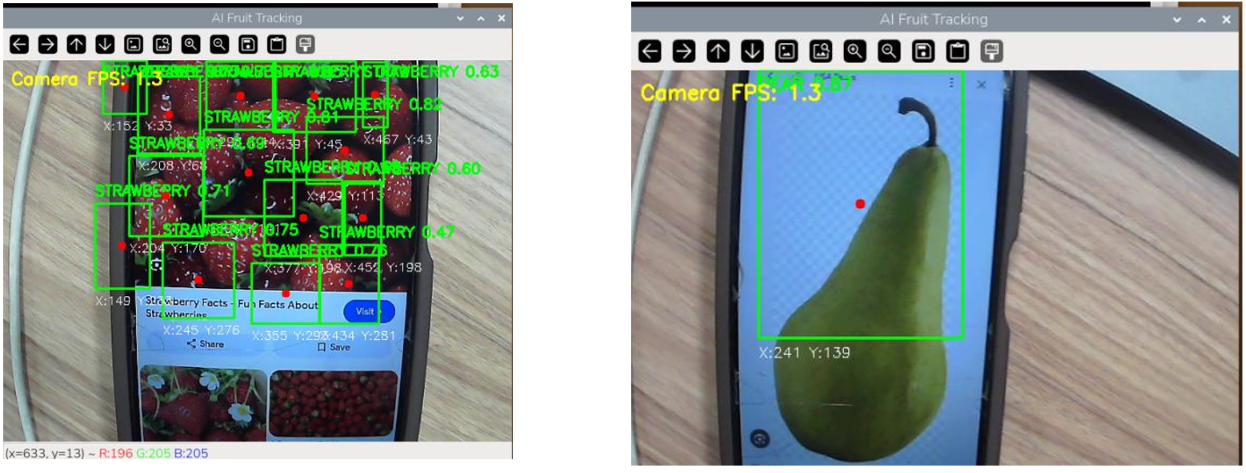 AI Fruit Tracking
Camera FPS: 1.3
STRAWBERRY 0.63
STRAWBERRY 0.82
STRAWBERRY 0.81
X:152 Y:33
X:391 Y:45
X:467 Y:43
X:208 Y:68
STRAWBERRY 0.60
STRAWBERRY 0.71
X:429 Y:113
STRAWBERRY 0.75
STRAWBERRY 0.47
X:204 Y:170
STRAWBERRY 0.76
X:377 Y:198
X:452 Y:198
X:149
Strawberry Facts - Fun Facts About
Strawberries
Visit
X:245 Y:276
X:355 Y:293
X:434 Y:281
Share
Save
(x=633, y=13) ~ R:196 G:205 B:205
AI Fruit Tracking
PEAR 0.87
Camera FPS: 1.3
X:241 Y:139